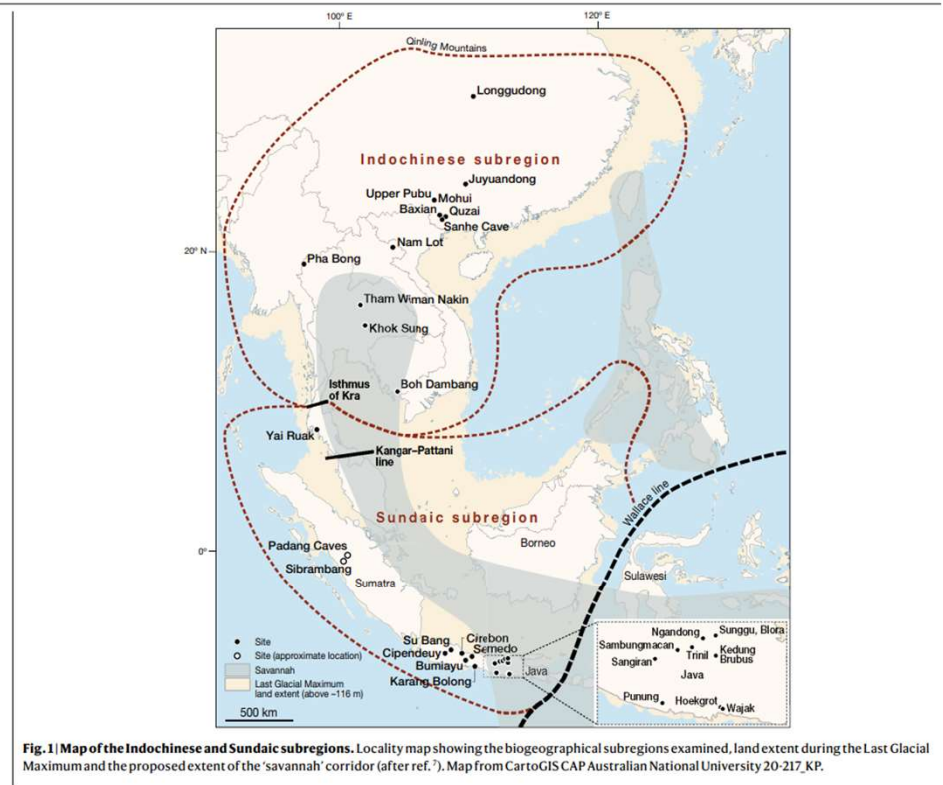 100° E
120° E
Qinling Mountains
Longgudong
Indochinese subregion
Juyuandong
Upper Pubu
Mohui
Baxian
Quzai
Sanhe Cave
20° N
Nam Lot
Pha Bong
Tham Wiman Nakin
Khok Sung
Isthmus
of Kra
Boh Dambang
Yai Ruak
Kangar–Pattani
line
Wallace line
Sundaic subregion
Borneo
0°
Padang Caves
Sibrambang
Sumatra
Sulawesi
Su Bang
Cirebon
Cipendeuy
Semedo
Bumiayu
Java
Karang Bolong
Ngandong
Sunggu, Blora
Sambungmacan
Trinil
Kedung
Brubus
Sangiran
Java
Punung
Hoekgrot
Wajak
Site
Site (approximate location)
Savannah
Last Glacial Maximum
land extent (above −116 m)
500 km
Fig. 1 | Map of the Indochinese and Sundaic subregions. Locality map showing the biogeographical subregions examined, land extent during the Last Glacial
Maximum and the proposed extent of the ‘savannah’ corridor (after ref. ⁷). Map from CartoGIS CAP Australian National University 20-217_KP.